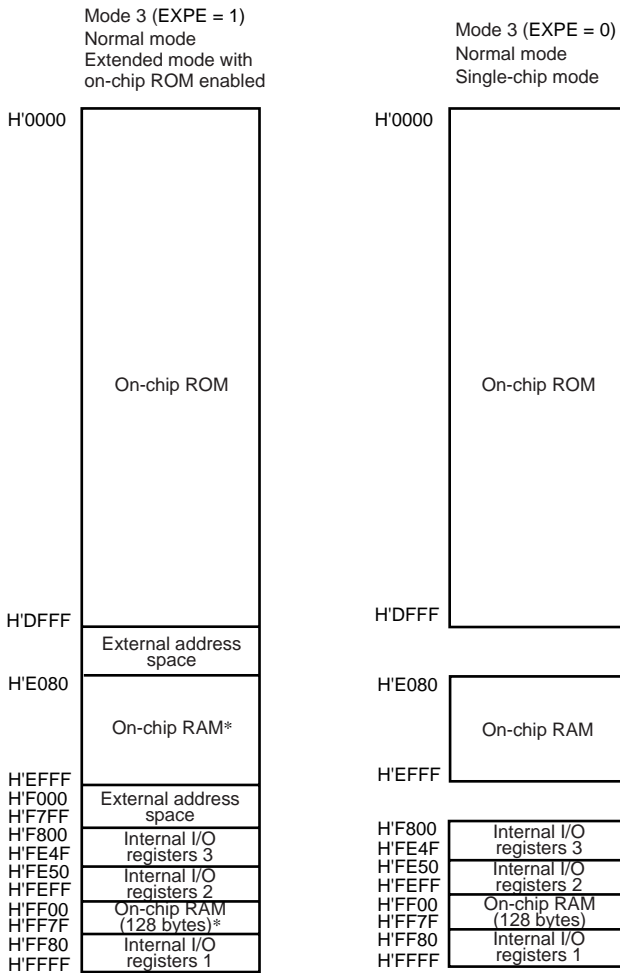 Mode 3 (EXPE = 1)
Normal mode
Extended mode with
on-chip ROM enabled
H'0000
On-chip ROM
H'DFFF
External address
space
H'E080
On-chip RAM*
H'EFFF
H'F000
External address
space
H'F7FF
H'F800
Internal I/O
registers 3
H'FE4F
H'FE50
Internal I/O
registers 2
H'FEFF
H'FF00
On-chip RAM
(128 bytes)*
H'FF7F
H'FF80
Internal I/O
registers 1
H'FFFF
Mode 3 (EXPE = 0)
Normal mode
Single-chip mode
H'0000
On-chip ROM
H'DFFF
H'E080
On-chip RAM
H'EFFF
H'F800
Internal I/O
registers 3
H'FE4F
H'FE50
Internal I/O
registers 2
H'FEFF
H'FF00
On-chip RAM
(128 bytes)
H'FF7F
H'FF80
Internal I/O
registers 1
H'FFFF